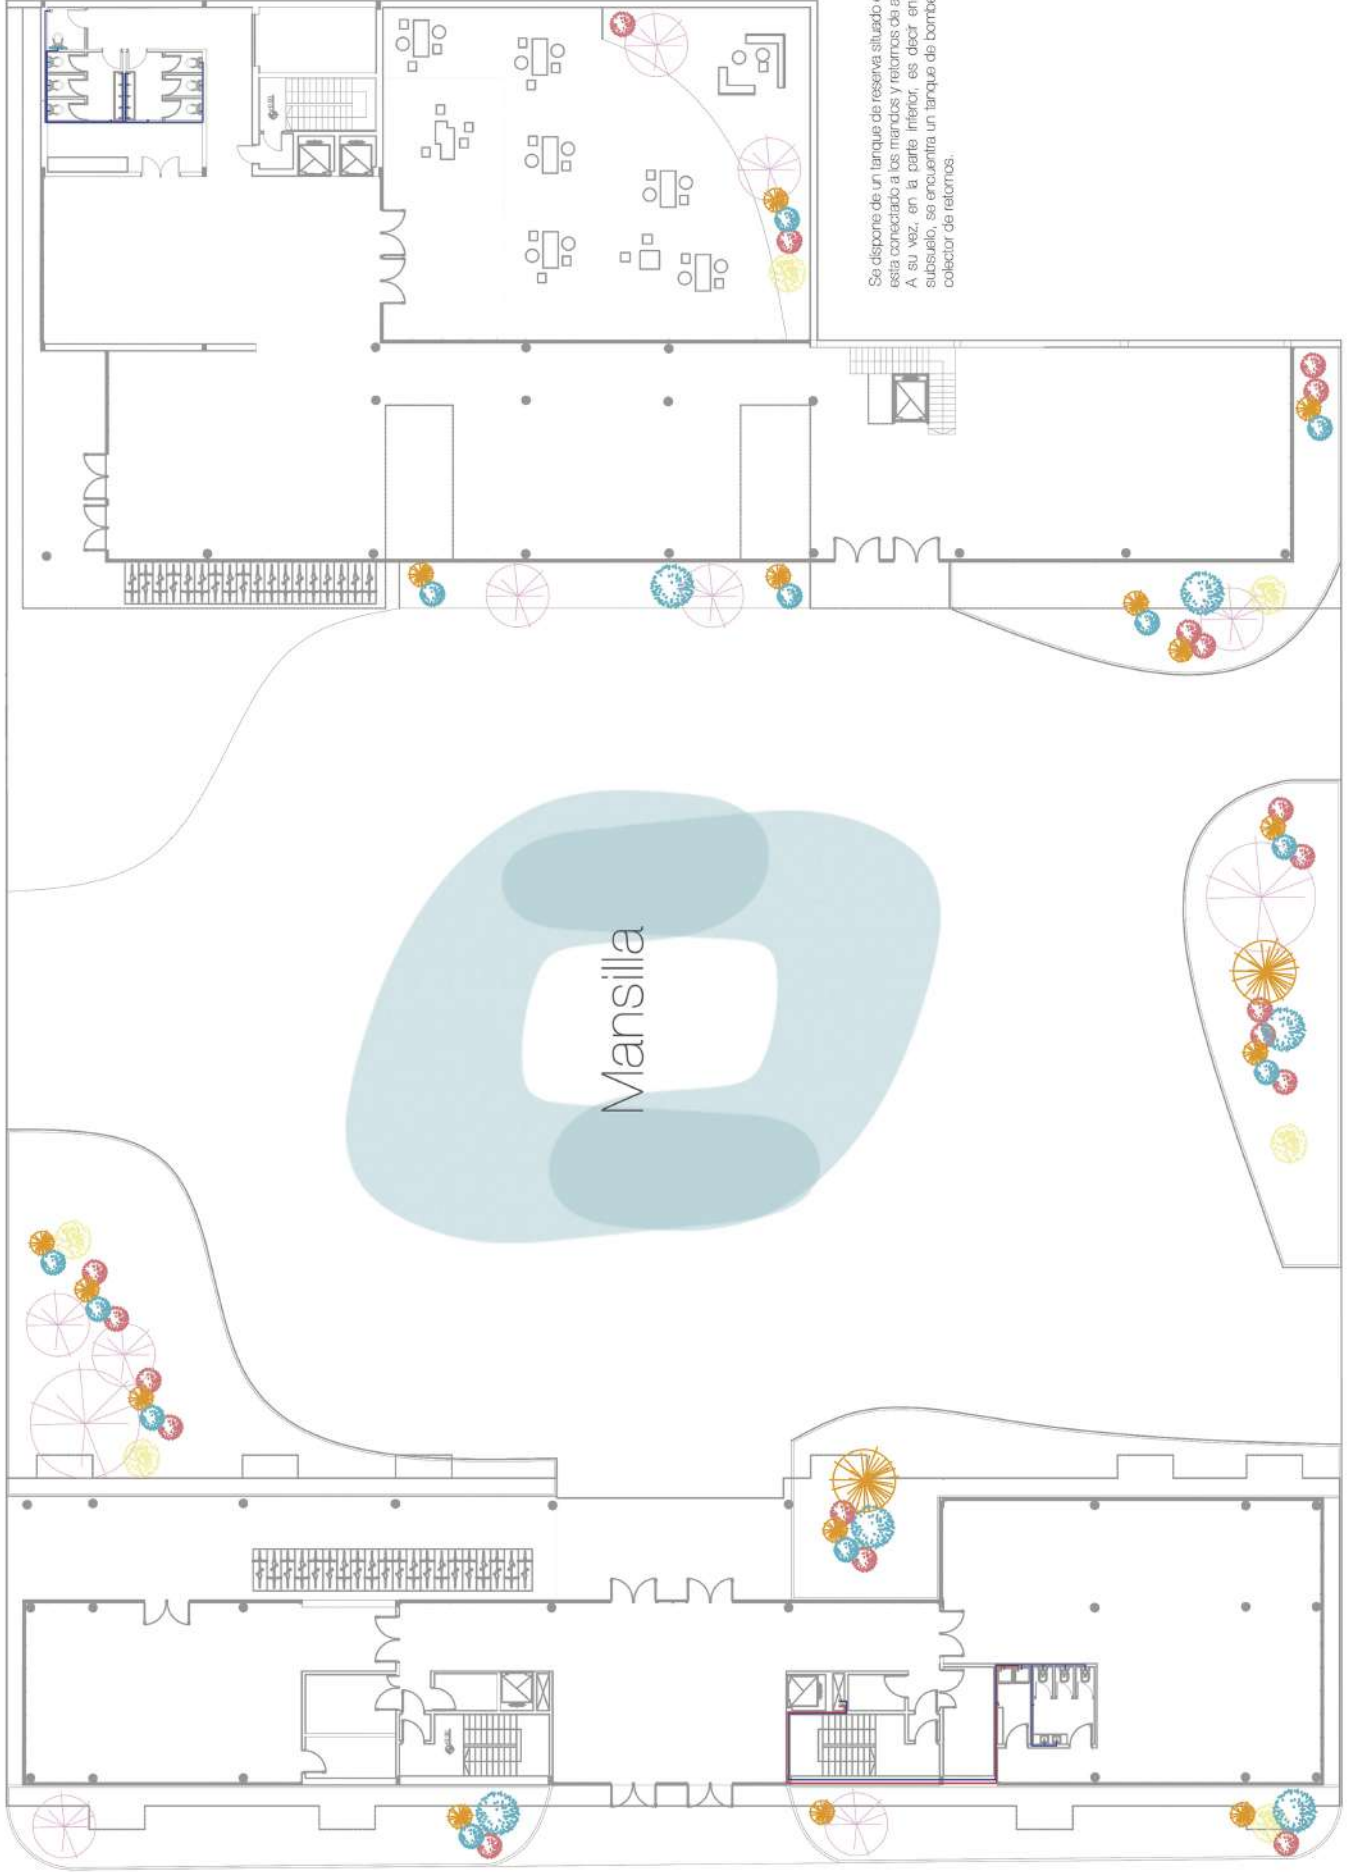 Se dispone de un tanque de reserva situado
esta conectado a los mandos y retornos de
A su vez, en la parte inferior, es decir en
subsuelo, se encuentra un tanque de
colector de retornos.
Mansilla